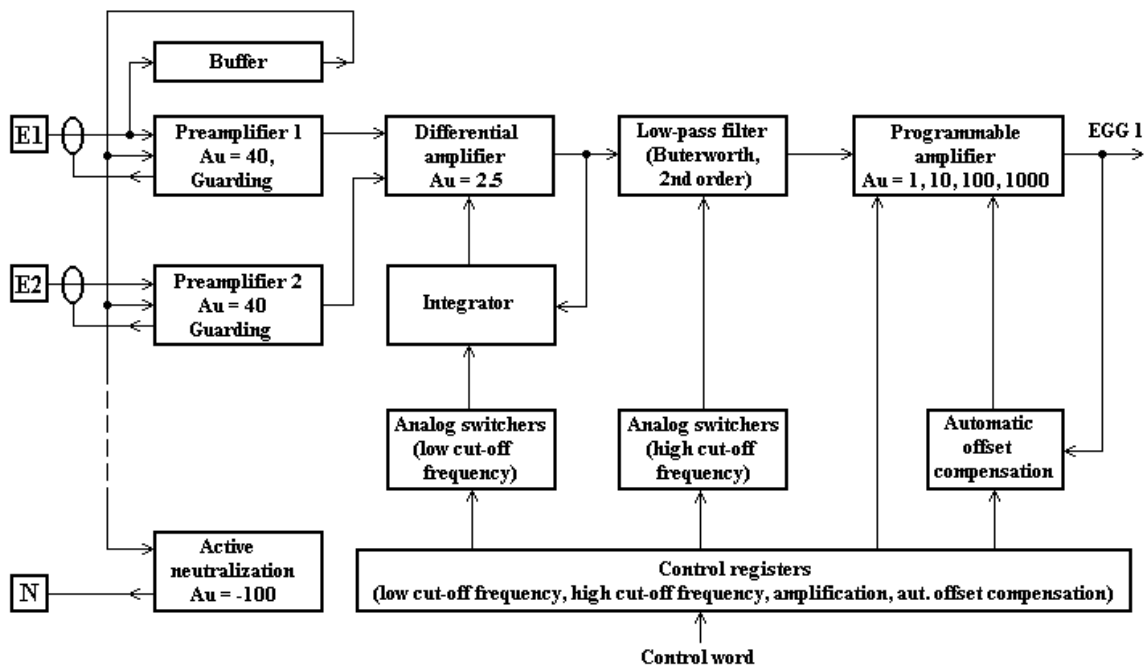 Buffer
E1
Preamplifier 1
Au = 40,
Guarding
Differential
amplifier
Au = 2.5
Low-pass filter
(Buterworth,
2nd order)
Programmable
amplifier
Au = 1, 10, 100, 1000
EGG 1
E2
Preamplifier 2
Au = 40
Guarding
Integrator
Analog switchers
(low cut-off
frequency)
Analog switchers
(high cut-off
frequency)
Automatic
offset
compensation
N
Active
neutralization
Au = -100
Control registers
(low cut-off frequency, high cut-off frequency, amplification, aut. offset compensation)
Control word